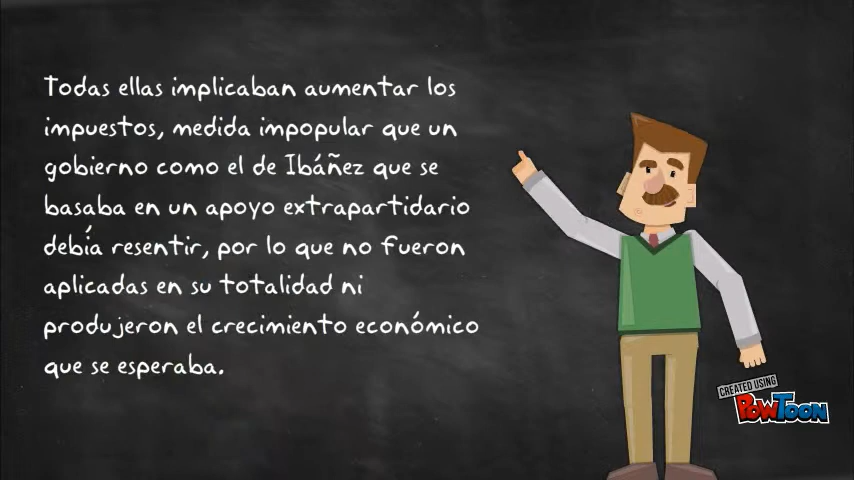 Todas ellas implicaban aumentar los
impuestos, medida impopular que un
gobierno como el de Ibáñez que se
basaba en un apoyo extrapartidario
debía resentir, por lo que no fueron
aplicadas en su totalidad ni
produjeron el crecimiento económico
que se esperaba.
CREATED USING
POWTOON